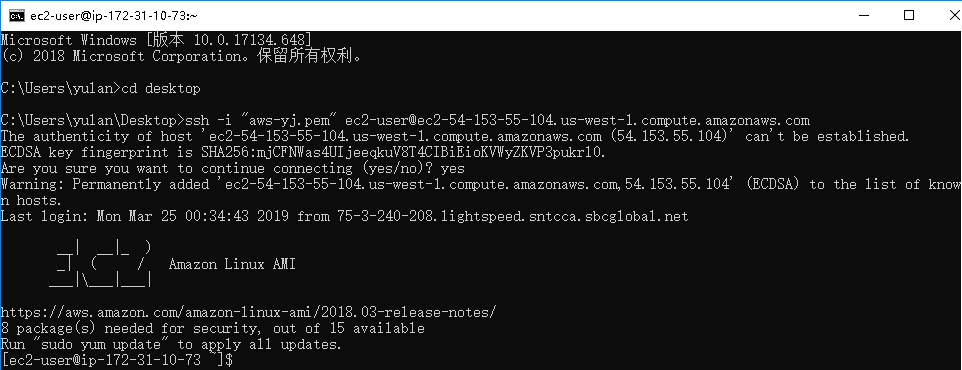 ec2-user@ip-172-31-10-73:~
Microsoft Windows [版本 10.0.17134.648]
(c) 2018 Microsoft Corporation。保留所有权利。
C:\Users\yulan>cd desktop
C:\Users\yulan\Desktop>ssh -i "aws-yj.pem" ec2-user@ec2-54-153-55-104.us-west-1.compute.amazonaws.com
The authenticity of host 'ec2-54-153-55-104.us-west-1.compute.amazonaws.com (54.153.55.104)' can't be established.
ECDSA key fingerprint is SHA256:mjCFNWas4UIjeeqkuV8T4CIBiEioKVWyZKVP3pukr10.
Are you sure you want to continue connecting (yes/no)? yes
Warning: Permanently added 'ec2-54-153-55-104.us-west-1.compute.amazonaws.com,54.153.55.104' (ECDSA) to the list of know
n hosts.
Last login: Mon Mar 25 00:34:43 2019 from 75-3-240-208.lightspeed.sntcca.sbcglobal.net
       __|  __|_  )
       _|  (     /   Amazon Linux AMI
      ___|\___|___|
https://aws.amazon.com/amazon-linux-ami/2018.03-release-notes/
8 package(s) needed for security, out of 15 available
Run "sudo yum update" to apply all updates.
[ec2-user@ip-172-31-10-73 ~]$